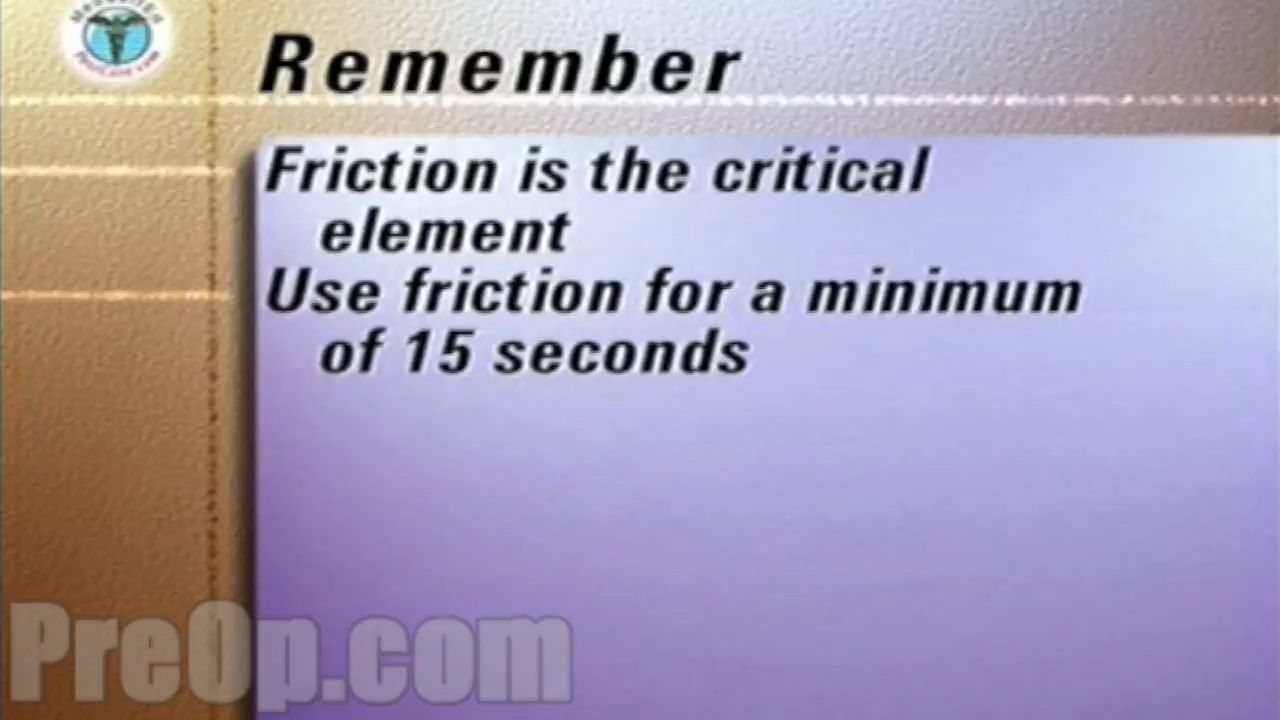 Remember
Friction is the critical
element
Use friction for a minimum
of 15 seconds
PreOp.com